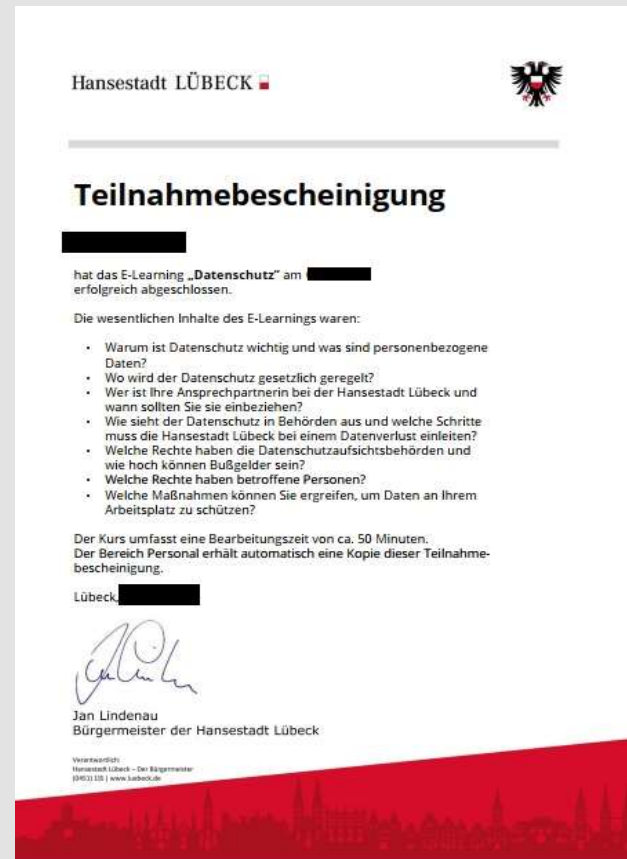 Hansestadt LÜBECK
Teilnahmebescheinigung
hat das E-Learning „Datenschutz“ am
erfolgreich abgeschlossen.
Die wesentlichen Inhalte des E-Learnings waren:
• Warum ist Datenschutz wichtig und was sind personenbezogene
Daten?
• Wo wird der Datenschutz gesetzlich geregelt?
• Wer ist Ihre Ansprechpartnerin bei der Hansestadt Lübeck und
wann sollten Sie sie einbeziehen?
• Wie sieht der Datenschutz in Behörden aus und welche Schritte
muss die Hansestadt Lübeck bei einem Datenverlust einleiten?
• Welche Rechte haben die Datenschutzaufsichtsbehörden und
wie hoch können Bußgelder sein?
• Welche Rechte haben betroffene Personen?
• Welche Maßnahmen können Sie ergreifen, um Daten an Ihrem
Arbeitsplatz zu schützen?
Der Kurs umfasst eine Bearbeitungszeit von ca. 50 Minuten.
Der Bereich Personal erhält automatisch eine Kopie dieser Teilnahme-
bescheinigung.
Lübeck,
Jan Lindenau
Bürgermeister der Hansestadt Lübeck
Verantwortlich:
Hansestadt Lübeck – Der Bürgermeister
(0451) 115 | www.luebeck.de